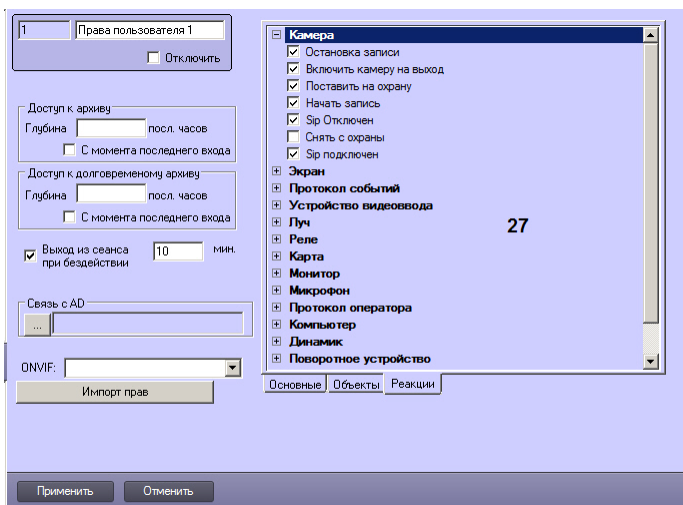 1 Права пользователя 1
Отключить
Доступ к архиву
Глубина посл. часов
С момента последнего входа
Доступ к долговременому архиву
Глубина посл. часов
С момента последнего входа
Выход из сеанса при бездействии 10 мин.
Связь с AD
...
ONVIF:
Импорт прав
Камера
Остановка записи
Включить камеру на выход
Поставить на охрану
Начать запись
Sip Отключен
Снять с охраны
Sip подключен
Экран
Протокол событий
Устройство видеоввода
Луч
27
Реле
Карта
Монитор
Микрофон
Протокол оператора
Компьютер
Динамик
Поворотное устройство
Основные Объекты Реакции
Применить Отменить